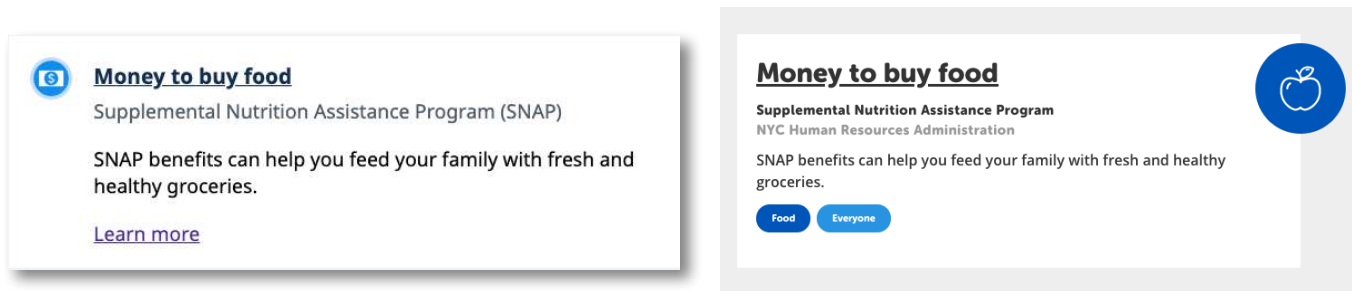 Money to buy food
Supplemental Nutrition Assistance Program (SNAP)
SNAP benefits can help you feed your family with fresh and
healthy groceries.
Learn more
Money to buy food
Supplemental Nutrition Assistance Program
NYC Human Resources Administration
SNAP benefits can help you feed your family with fresh and healthy
groceries.
Food Everyone